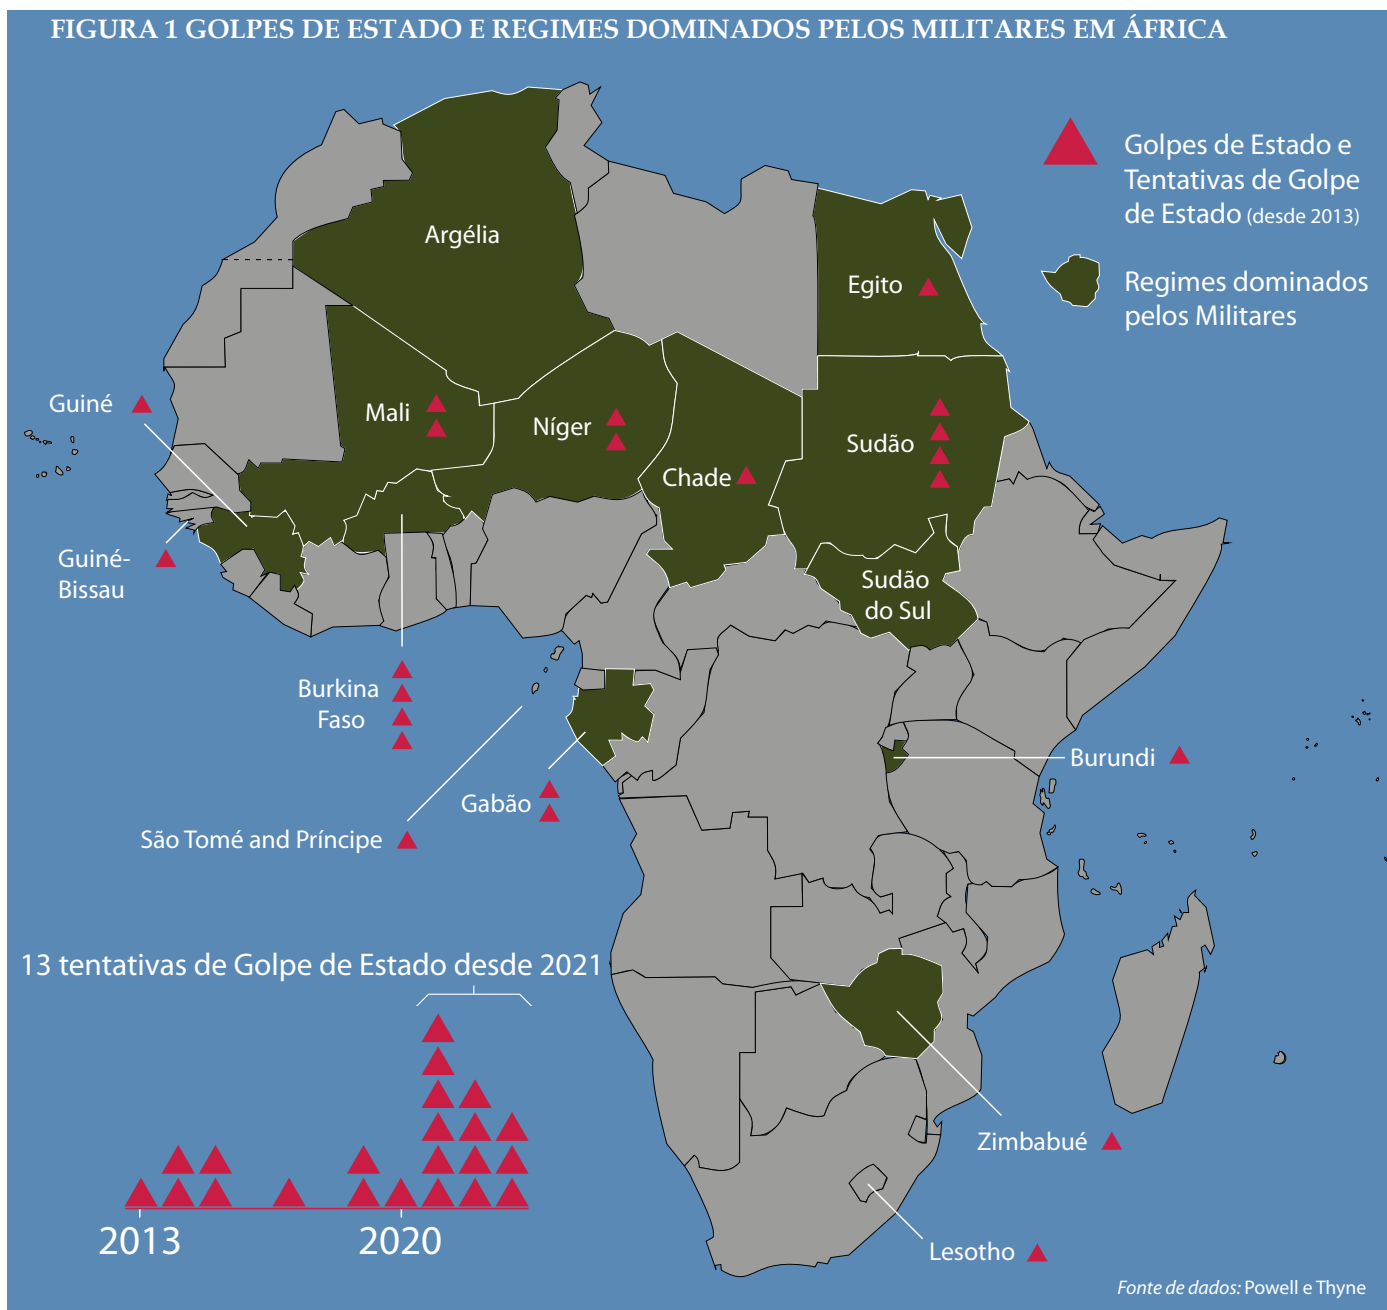 FIGURA 1 GOLPES DE ESTADO E REGIMES DOMINADOS PELOS MILITARES EM ÁFRICA
Golpes de Estado e
Tentativas de Golpe
de Estado (desde 2013)
Regimes dominados
pelos Militares
Argélia
Egito
Guiné
Mali
Níger
Chade
Sudão
Guiné-
Bissau
Sudão
do Sul
Burkina
Faso
Gabão
Burundi
São Tomé and Príncipe
13 tentativas de Golpe de Estado desde 2021
Zimbabué
2013
2020
Lesotho
Fonte de dados: Powell e Thyne